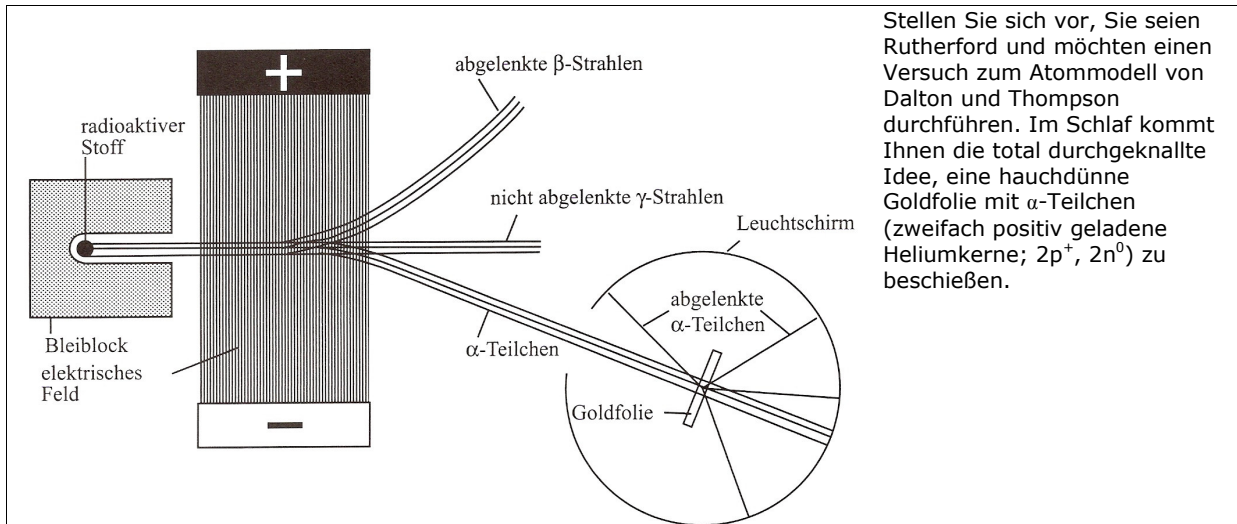 +
abgelenkte β-Strahlen
radioaktiver
Stoff
nicht abgelenkte γ-Strahlen
Leuchtschirm
abgelenkte
α-Teilchen
α-Teilchen
Bleiblock
elektrisches
Feld
Goldfolie
−
Stellen Sie sich vor, Sie seien
Rutherford und möchten einen
Versuch zum Atommodell von
Dalton und Thompson
durchführen. Im Schlaf kommt
Ihnen die total durchgeknallte
Idee, eine hauchdünne
Goldfolie mit α-Teilchen
(zweifach positiv geladene
Heliumkerne; 2p⁺, 2n⁰) zu
beschießen.